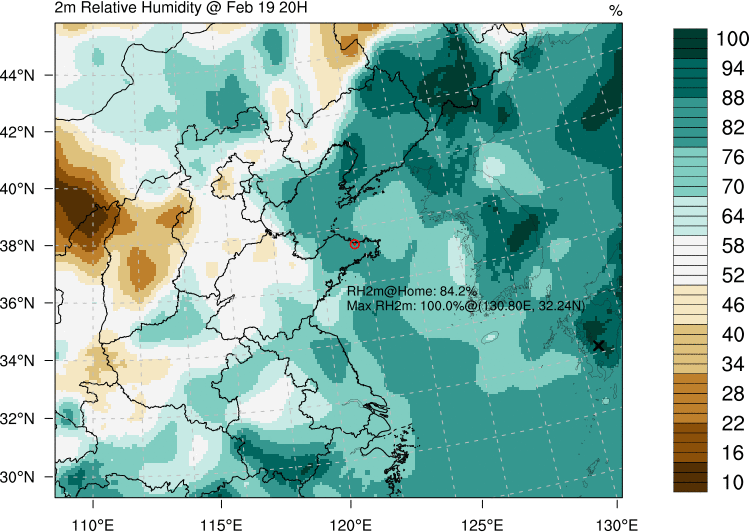 2m Relative Humidity @ Feb 19 20H
%
44°N
42°N
40°N
38°N
36°N
34°N
32°N
30°N
RH2m@Home: 84.2%
Max RH2m: 100.0%@(130.80E, 32.24N)
110°E 115°E 120°E 125°E 130°E
100
94
88
82
76
70
64
58
52
46
40
34
28
22
16
10